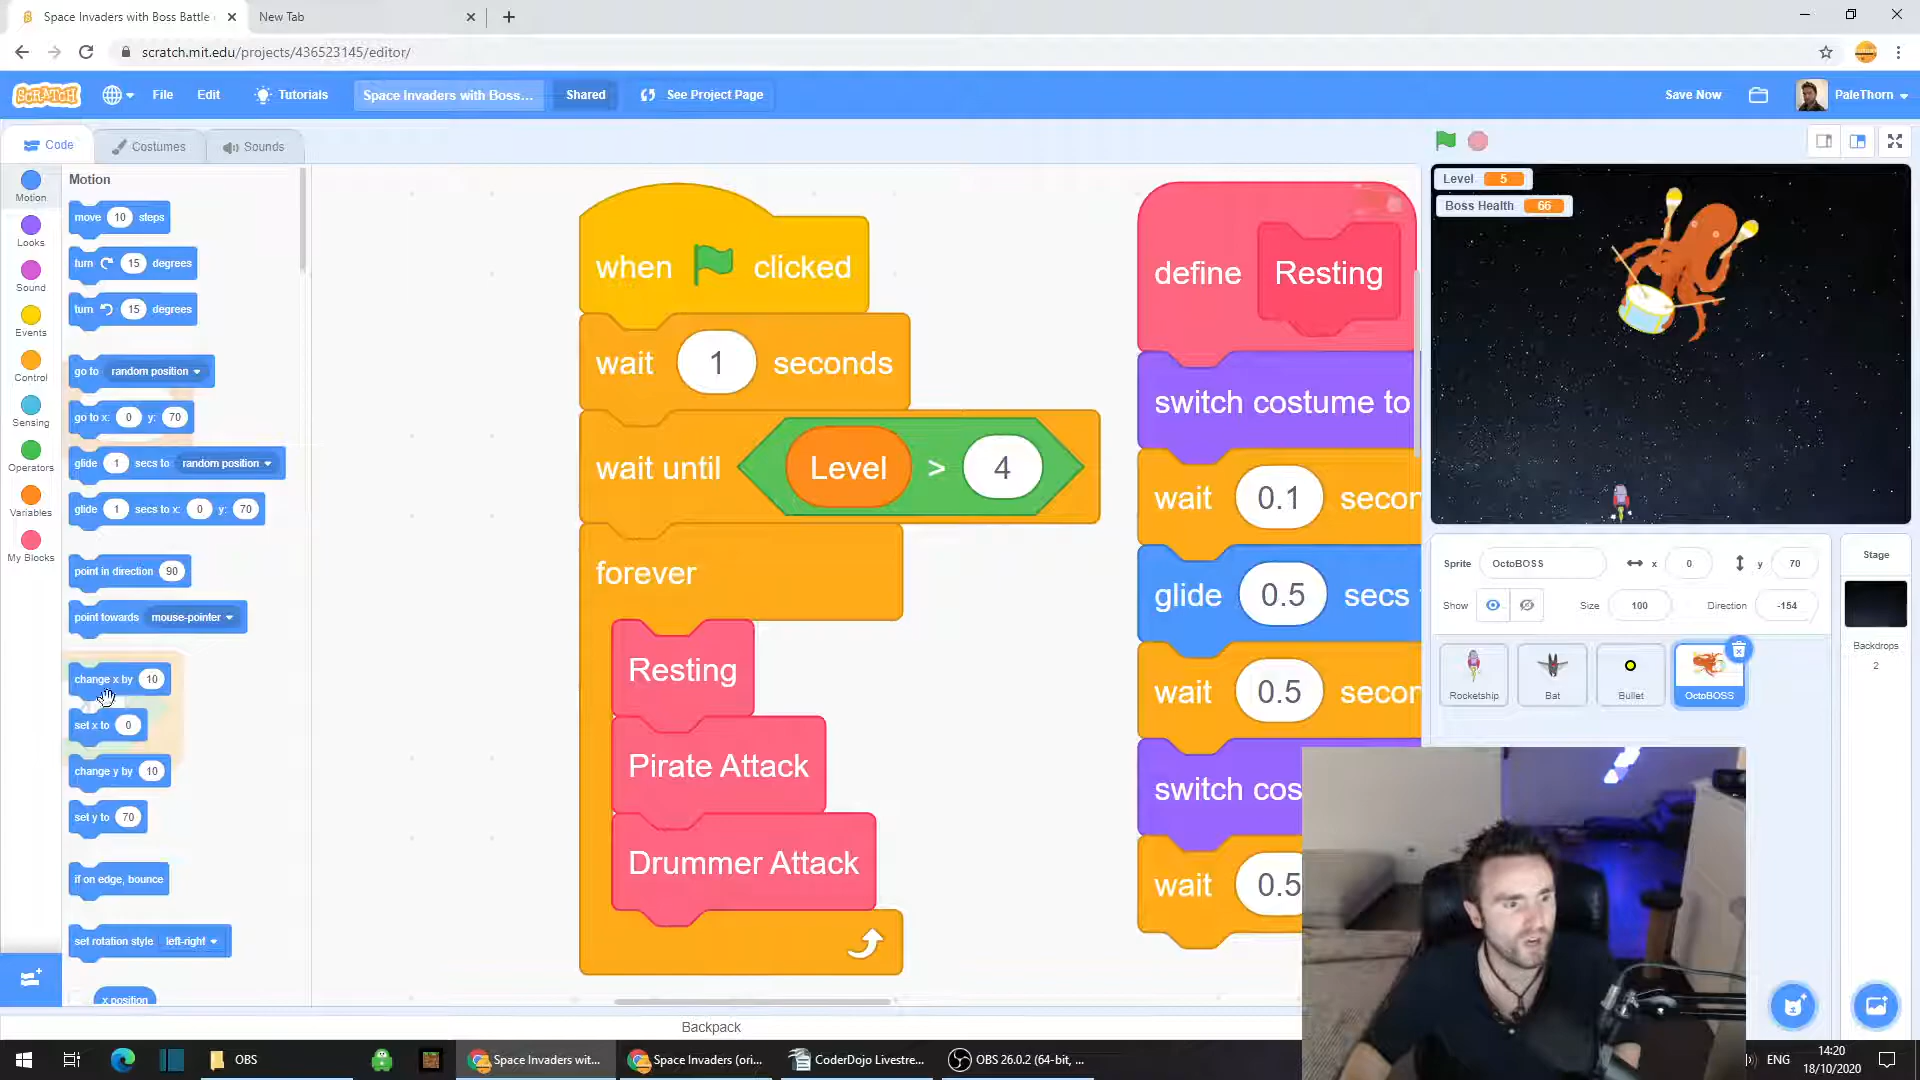 Space Invaders with Boss Battle
New Tab
scratch.mit.edu/projects/436523145/editor/
SCRATCH
File
Edit
Tutorials
Space Invaders with Boss...
Shared
See Project Page
Save Now
PaleThorn
Code
Costumes
Sounds
Motion
Looks
Sound
Events
Control
Sensing
Operators
Variables
My Blocks
Motion
move 10 steps
turn 15 degrees
turn 15 degrees
go to random position
go to x: 0 y: 70
glide 1 secs to random position
glide 1 secs to x: 0 y: 70
point in direction 90
point towards mouse-pointer
change x by 10
set x to 0
change y by 10
set y to 70
if on edge, bounce
set rotation style left-right
x position
when clicked
wait 1 seconds
wait until Level > 4
forever
Resting
Pirate Attack
Drummer Attack
define Resting
switch costume to
wait 0.1 secon
glide 0.5 secs
wait 0.5 secon
switch cos
wait 0.5
Level 5
Boss Health 66
Sprite OctoBOSS x 0 y 70
Show Size 100 Direction -154
Rocketship
Bat
Bullet
OctoBOSS
Stage
Backdrops
2
Backpack
OBS
Space Invaders wit...
Space Invaders (ori...
CoderDojo Livestre...
OBS 26.0.2 (64-bit, ...
ENG
14:20
18/10/2020